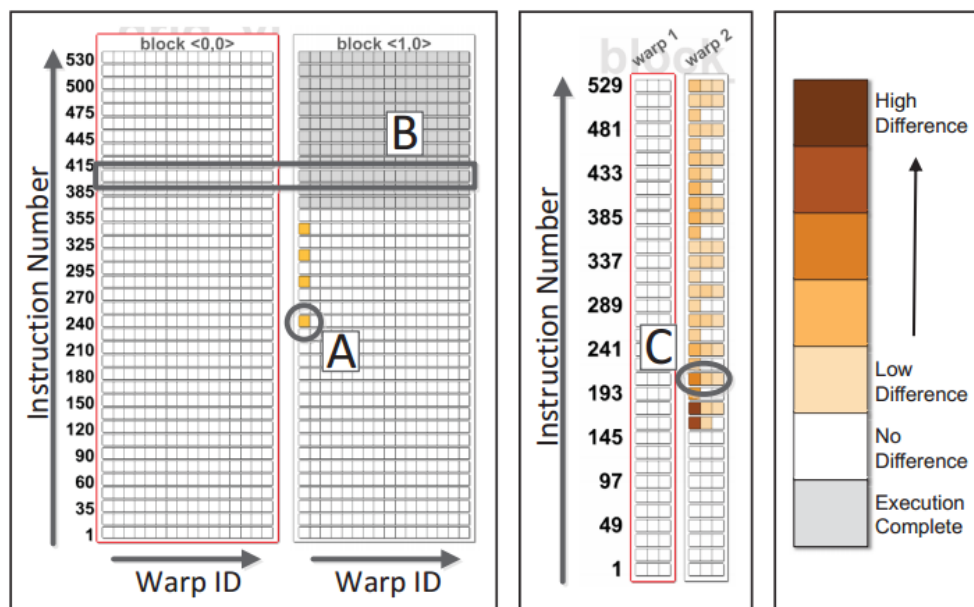 block <0,0>
block <1,0>
530
500
475
445
415
385
355
325
295
270
240
210
180
150
120
90
60
35
1
Instruction Number
B
A
Warp ID
Warp ID
block
warp 1
warp 2
529
481
433
385
337
289
241
193
145
97
49
1
Instruction Number
C
High
Difference
Low
Difference
No
Difference
Execution
Complete